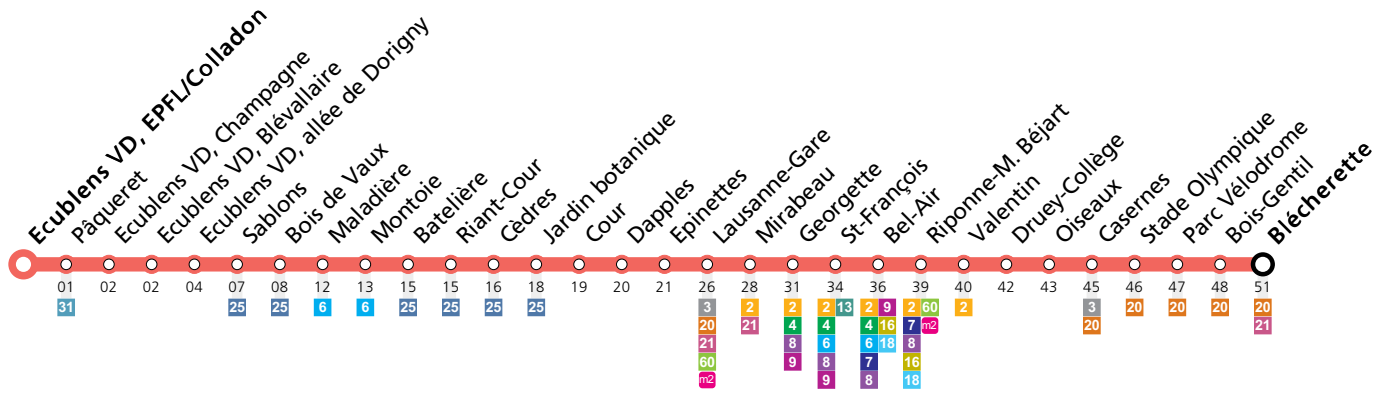 Ecublens VD, EPFL/Colladon
Pâqueret
Ecublens VD, Champagne
Ecublens VD, Blévallaire
Ecublens VD, allée de Dorigny
Sablons
Bois de Vaux
Maladière
Montoie
Batelière
Riant-Cour
Cèdres
Jardin botanique
Cour
Dapples
Epinettes
Lausanne-Gare
Mirabeau
Georgette
St-François
Bel-Air
Riponne-M. Béjart
Valentin
Druey-Collège
Oiseaux
Casernes
Stade Olympique
Parc Vélodrome
Bois-Gentil
Blécherette
01 02 02 04 07 08 12 13 15 15 16 18 19 20 21 26 28 31 34 36 39 40 42 43 45 46 47 48 51
31 25 25 6 6 25 25 25 25 3 2 2 2 13 2 9 2 60 2 3 20 20 20 20
20 21 4 4 4 16 7 m2 20 21
21 8 6 6 18 8
60 9 8 7 16
m2 9 8 18